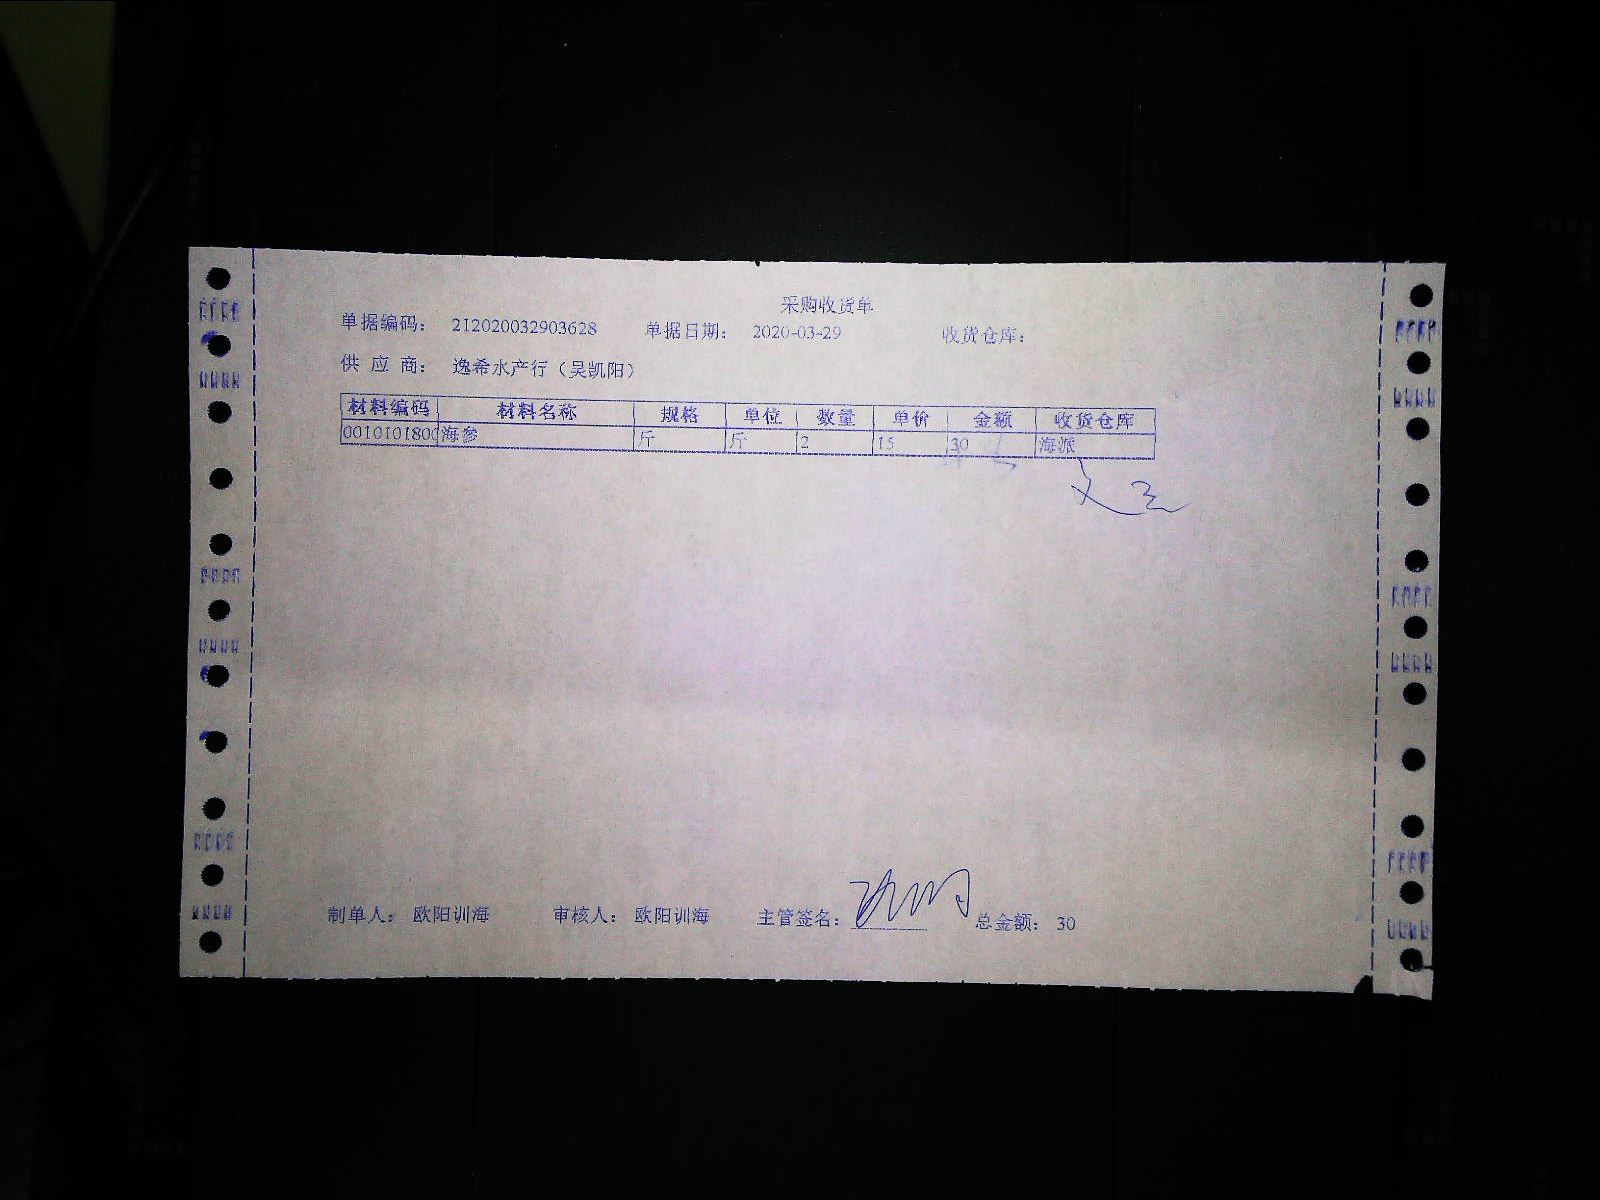 采购收货单
单据编码： 212020032903628 单据日期： 2020-03-29 收货仓库：
供 应 商： 逸希水产行（吴凯阳）
材料编码 材料名称 规格 单位 数量 单价 金额 收货仓库
0010101800 海参 斤 斤 2 15 30 海派
制单人： 欧阳训海 审核人： 欧阳训海 主管签名： 总金额： 30